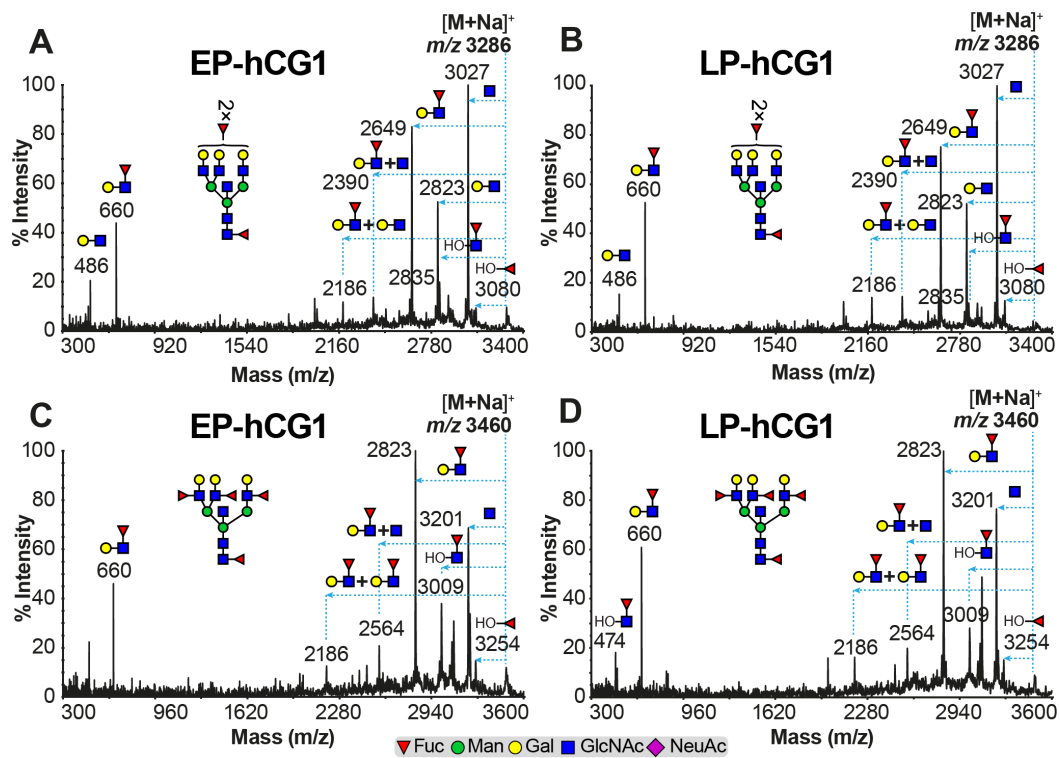 A
EP-hCG1
[M+Na]+
m/z 3286
3027
2×
2649
2390
2823
660
486
HO
2186
2835
HO
3080
+
+
% Intensity
100
80
60
40
20
0
300 920 1540 2160 2780 3400
Mass (m/z)
B
LP-hCG1
[M+Na]+
m/z 3286
3027
2×
2649
2390
2823
660
486
HO
2186
2835
HO
3080
+
+
% Intensity
100
80
60
40
20
0
300 920 1540 2160 2780 3400
Mass (m/z)
C
EP-hCG1
[M+Na]+
m/z 3460
2823
3201
+
HO
660
+
3009
2564
HO
2186
3254
% Intensity
100
80
60
40
20
0
300 960 1620 2280 2940 3600
Mass (m/z)
D
LP-hCG1
[M+Na]+
m/z 3460
2823
3201
+
HO
660
+
HO
474
3009
2564
HO
2186
3254
% Intensity
100
80
60
40
20
0
300 960 1620 2280 2940 3600
Mass (m/z)
Fuc Man Gal GlcNAc NeuAc